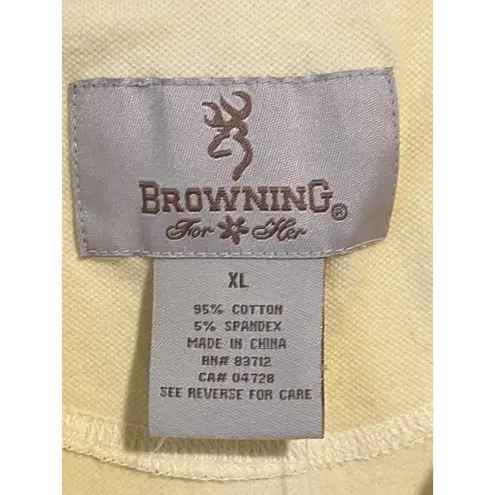 BROWNING®
For Her
XL
95% COTTON
5% SPANDEX
MADE IN CHINA
RN# 83712
CA# 04728
SEE REVERSE FOR CARE